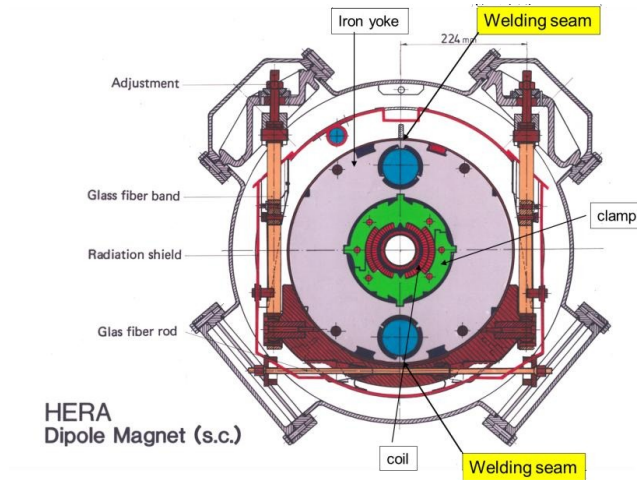 Iron yoke
Welding seam
224 mm
Adjustment
Glass fiber band
clamp
Radiation shield
Glas fiber rod
HERA
Dipole Magnet (s.c.)
coil
Welding seam